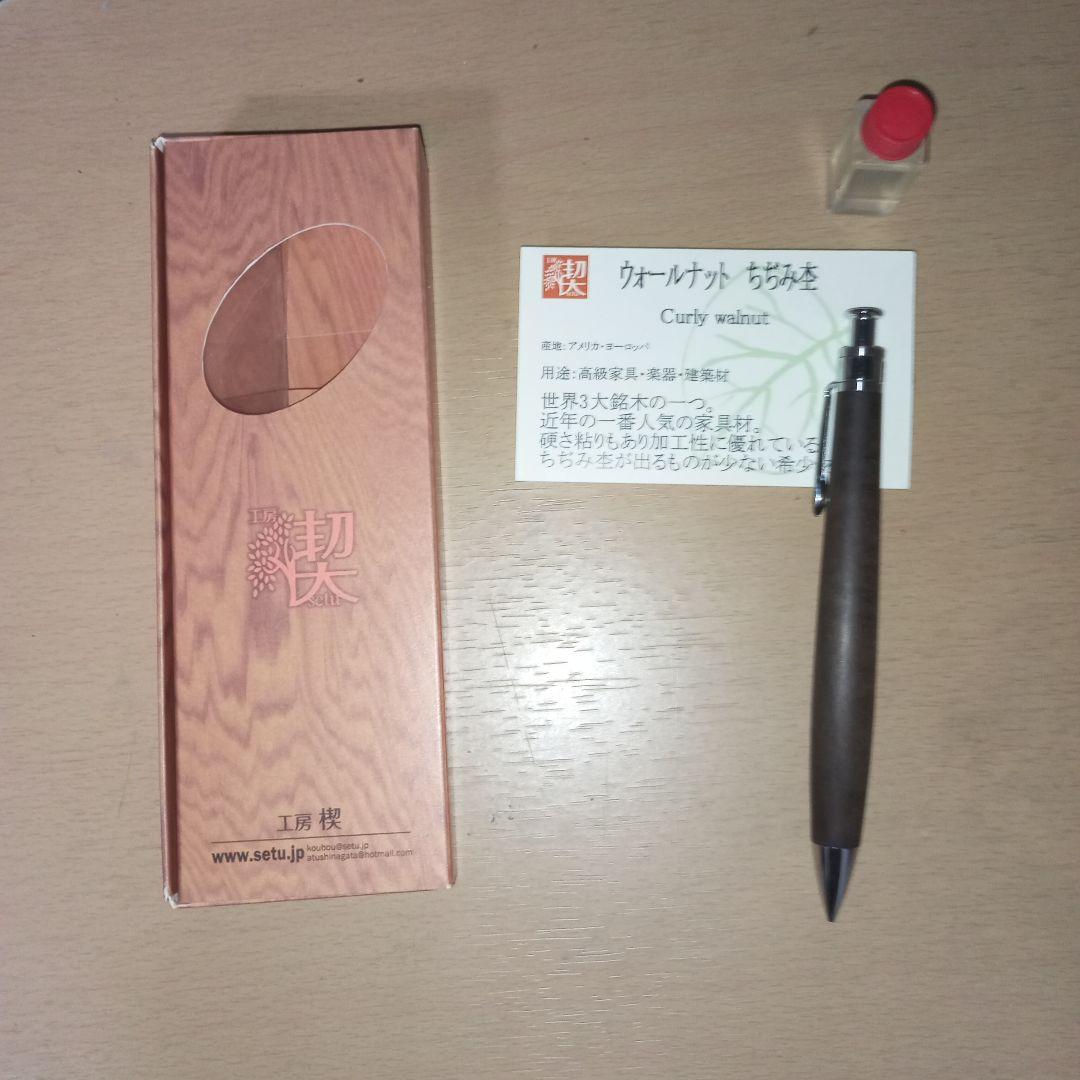 工房
楔
setu
工房 楔
www.setu.jp
koubou@setu.jp
atushinagata@hotmail.com
工房
楔
setu
ウォールナット ちぢみ杢
Curly walnut
産地：アメリカ・ヨーロッパ
用途：高級家具・楽器・建築材
世界3大銘木の一つ。
近年の一番人気の家具材。
硬さ粘りもあり加工性に優れている
ちぢみ杢が出るものが少ない希少